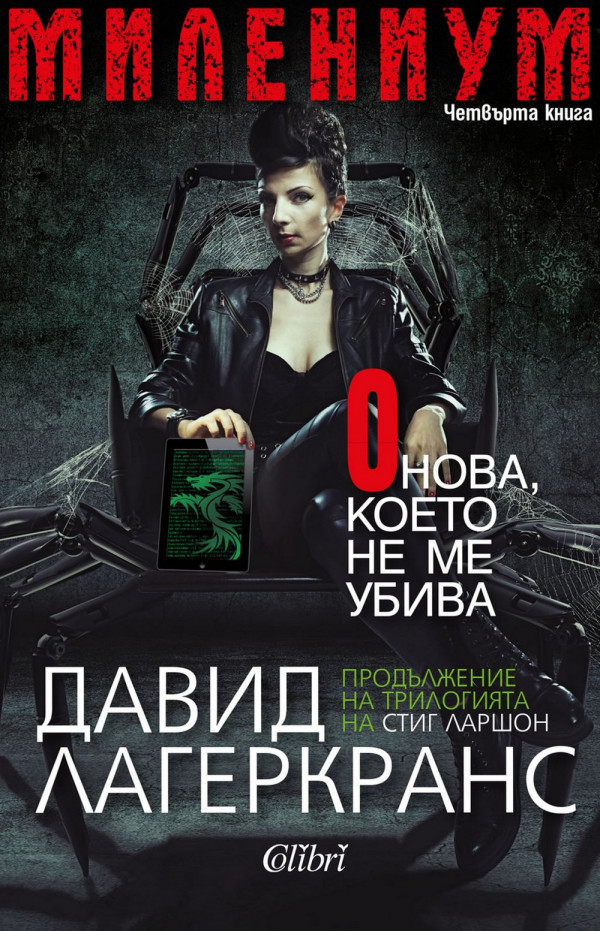 МИЛЕНИУМ
Четвърта книга
ОНОВА,
КОЕТО
НЕ МЕ
УБИВА
ПРОДЪЛЖЕНИЕ
НА ТРИЛОГИЯТА
НА СТИГ ЛАРШОН
ДАВИД
ЛАГЕРКРАНС
Colibri